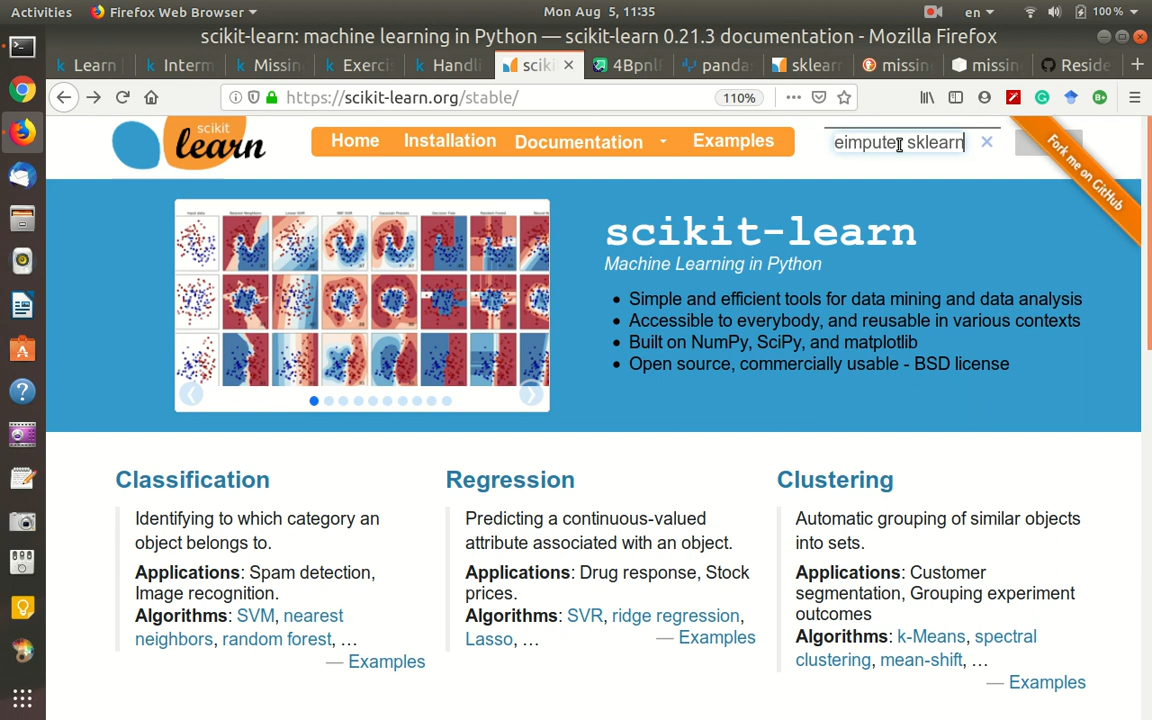 Activities Firefox Web Browser Mon Aug 5, 11:35 en 100%
scikit-learn: machine learning in Python — scikit-learn 0.21.3 documentation - Mozilla Firefox
Learn Interm Missin Exerci Handli scik 4BpnlF panda sklearn missin missin Reside
https://scikit-learn.org/stable/ 110%
scikit
learn
Home Installation Documentation Examples
eimputer sklearn
Fork me on GitHub
scikit-learn
Machine Learning in Python
• Simple and efficient tools for data mining and data analysis
• Accessible to everybody, and reusable in various contexts
• Built on NumPy, SciPy, and matplotlib
• Open source, commercially usable - BSD license
Classification
Identifying to which category an
object belongs to.
Applications: Spam detection,
Image recognition.
Algorithms: SVM, nearest
neighbors, random forest, ...
— Examples
Regression
Predicting a continuous-valued
attribute associated with an object.
Applications: Drug response, Stock
prices.
Algorithms: SVR, ridge regression,
Lasso, ...
— Examples
Clustering
Automatic grouping of similar objects
into sets.
Applications: Customer
segmentation, Grouping experiment
outcomes
Algorithms: k-Means, spectral
clustering, mean-shift, ...
— Examples